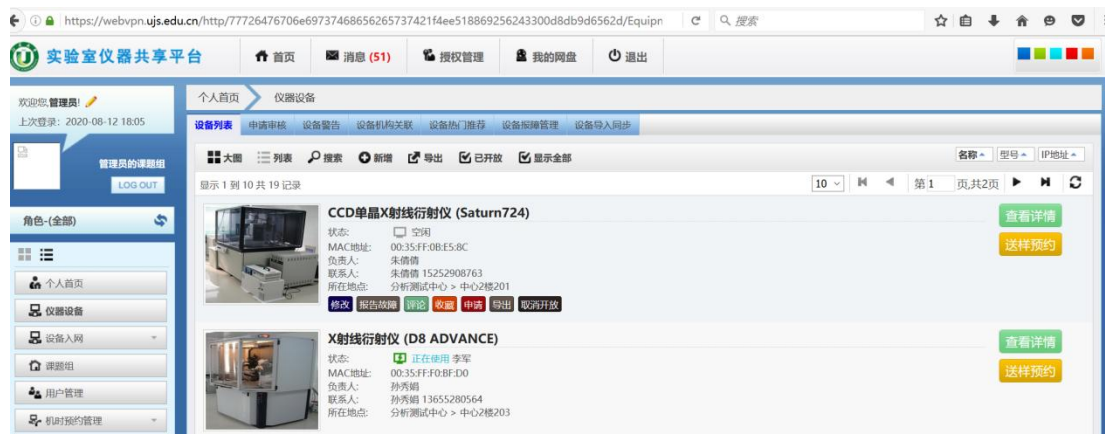 https://webvpn.ujs.edu.cn/http/77726476706e69737468656265737421f4ee518869256243300d8db9d6562d/Equipn
搜索
实验室仪器共享平台
首页 消息 (51) 授权管理 我的网盘 退出
欢迎您,管理员!
上次登录: 2020-08-12 18:05
管理员的课题组
LOG OUT
角色-(全部)
个人首页
仪器设备
设备入网
课题组
用户管理
机时预约管理
个人首页 仪器设备
设备列表 申请审核 设备警告 设备机构关联 设备热门推荐 设备报障管理 设备导入同步
大图 列表 搜索 新增 导出 已开放 显示全部 名称 型号 IP地址
显示 1 到 10 共 19 记录 10 第 1 页,共2页
CCD单晶X射线衍射仪 (Saturn724)
状态: 空闲
MAC地址: 00:35:FF:0B:E5:8C
负责人: 朱倩倩
联系人: 朱倩倩 15252908763
所在地点: 分析测试中心 > 中心2楼201
修改 报告故障 评论 收藏 申请 导出 取消开放
查看详情
送样预约
X射线衍射仪 (D8 ADVANCE)
状态: 正在使用 李军
MAC地址: 00:35:FF:F0:BF:D0
负责人: 孙秀娟
联系人: 孙秀娟 13655280564
所在地点: 分析测试中心 > 中心2楼203
查看详情
送样预约